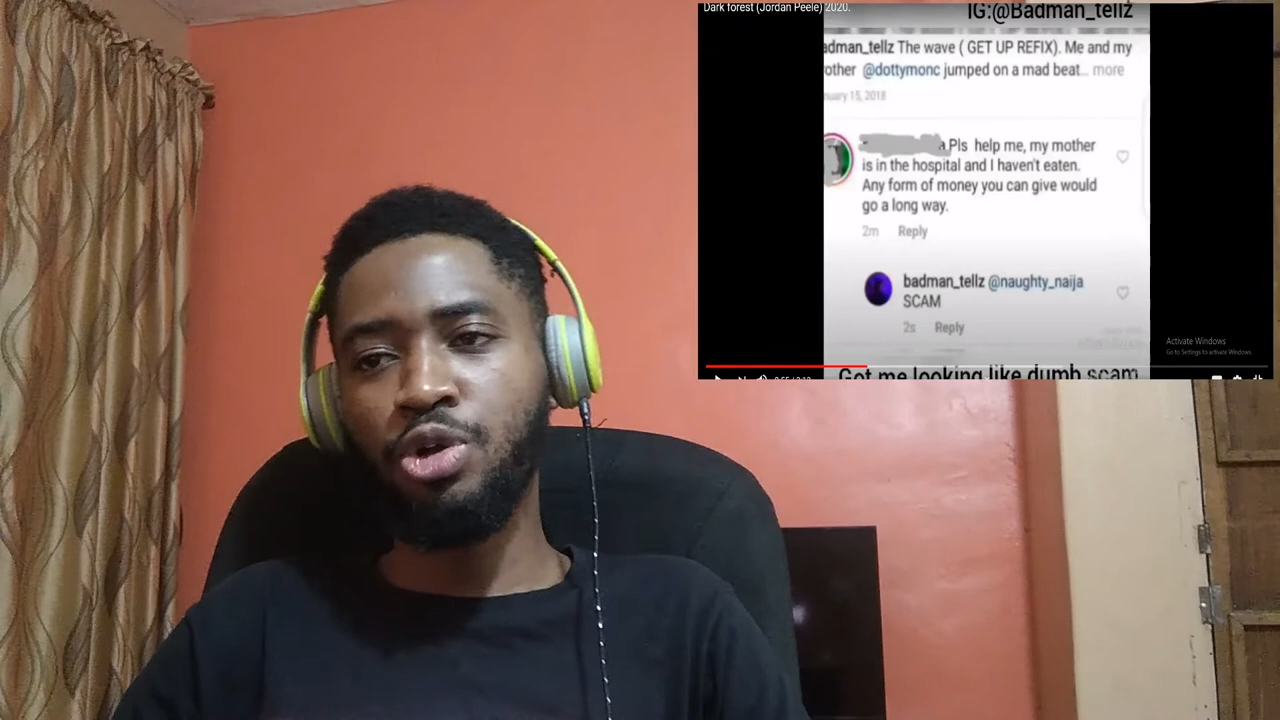 Dark forest (Jordan Peele) 2020.
IG:@Badman_tellz
adman_tellz The wave ( GET UP REFIX). Me and my
other @dottymonc jumped on a mad beat... more
nuary 15, 2018
a Pls help me, my mother
is in the hospital and I haven't eaten.
Any form of money you can give would
go a long way.
2m Reply
badman_tellz @naughty_naija
SCAM
2s Reply
Activate Windows
Go to Settings to activate Windows.
Got me looking like dumb scam